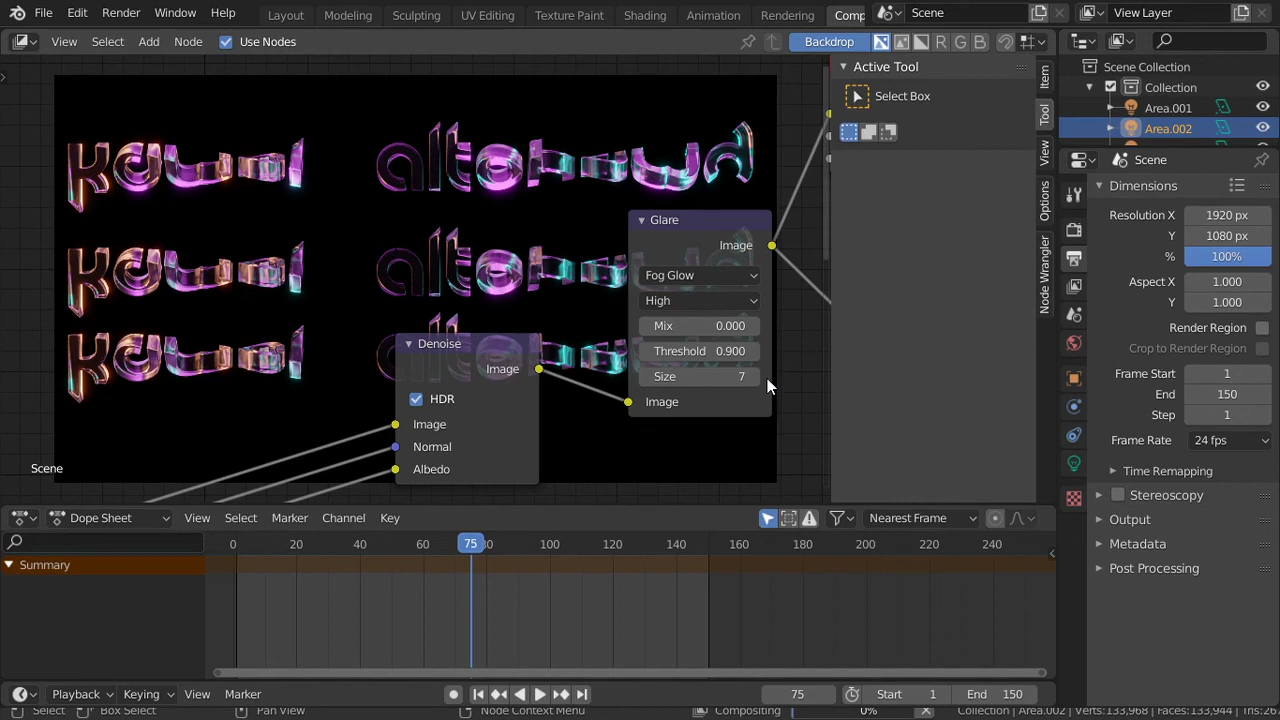 File Edit Render Window Help Layout Modeling Sculpting UV Editing Texture Paint Shading Animation Rendering Comp Scene View Layer
View Select Add Node Use Nodes Backdrop R G B
Active Tool
Select Box
Item
Tool
View
Options
Node Wrangler
Scene Collection
Collection
Area.001
Area.002
Scene
Dimensions
Resolution X 1920 px
Y 1080 px
% 100%
Aspect X 1.000
Y 1.000
Render Region
Crop to Render Region
Frame Start 1
End 150
Step 1
Frame Rate 24 fps
Time Remapping
Stereoscopy
Output
Metadata
Post Processing
Glare
Image
Fog Glow
High
Mix 0.000
Threshold 0.900
Size 7
Image
Denoise
Image
HDR
Image
Normal
Albedo
Scene
Dope Sheet View Select Marker Channel Key Nearest Frame
0 20 40 60 75 80 100 120 140 160 180 200 220 240
Summary
Playback Keying View Marker 75 Start 1 End 150
Select Box Select Pan View Node Context Menu Compositing 0% Collection | Area.002 | Verts:133,968 | Faces:133,944 |